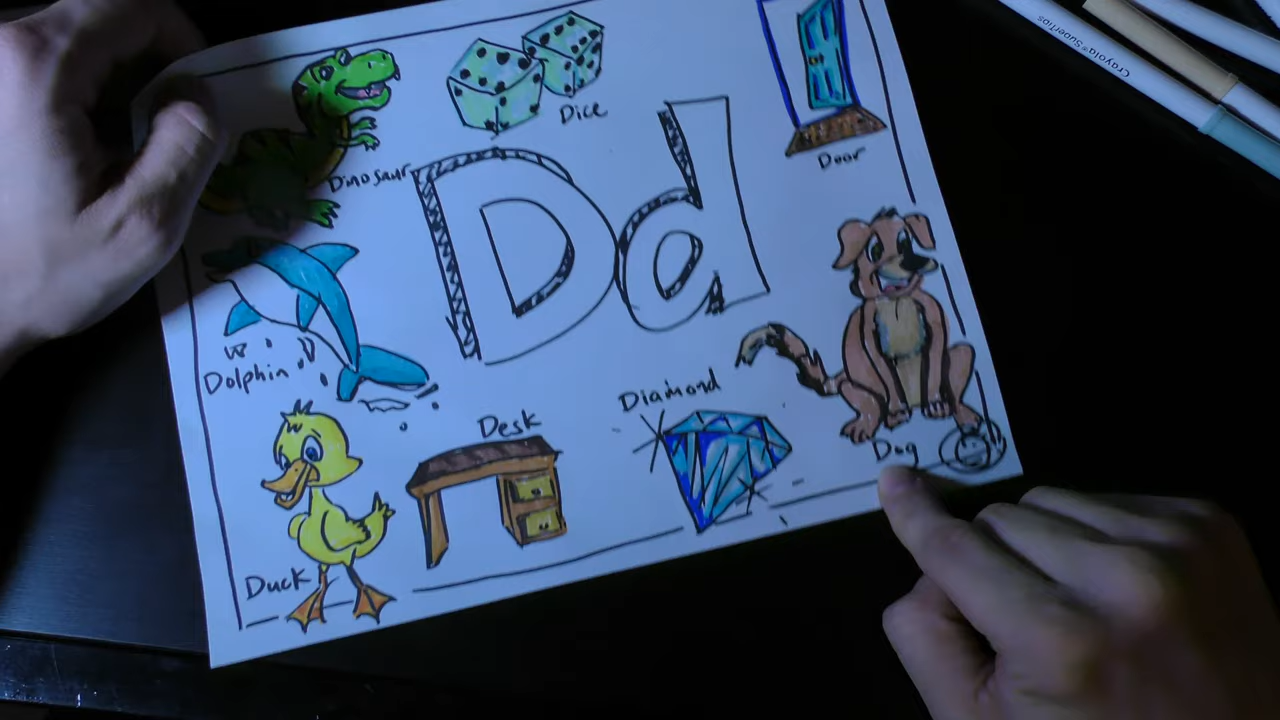 Crayola SuperTips
Dice
Door
Dinosaur
Dd
Dolphin
Diamond
Desk
Dog
Duck